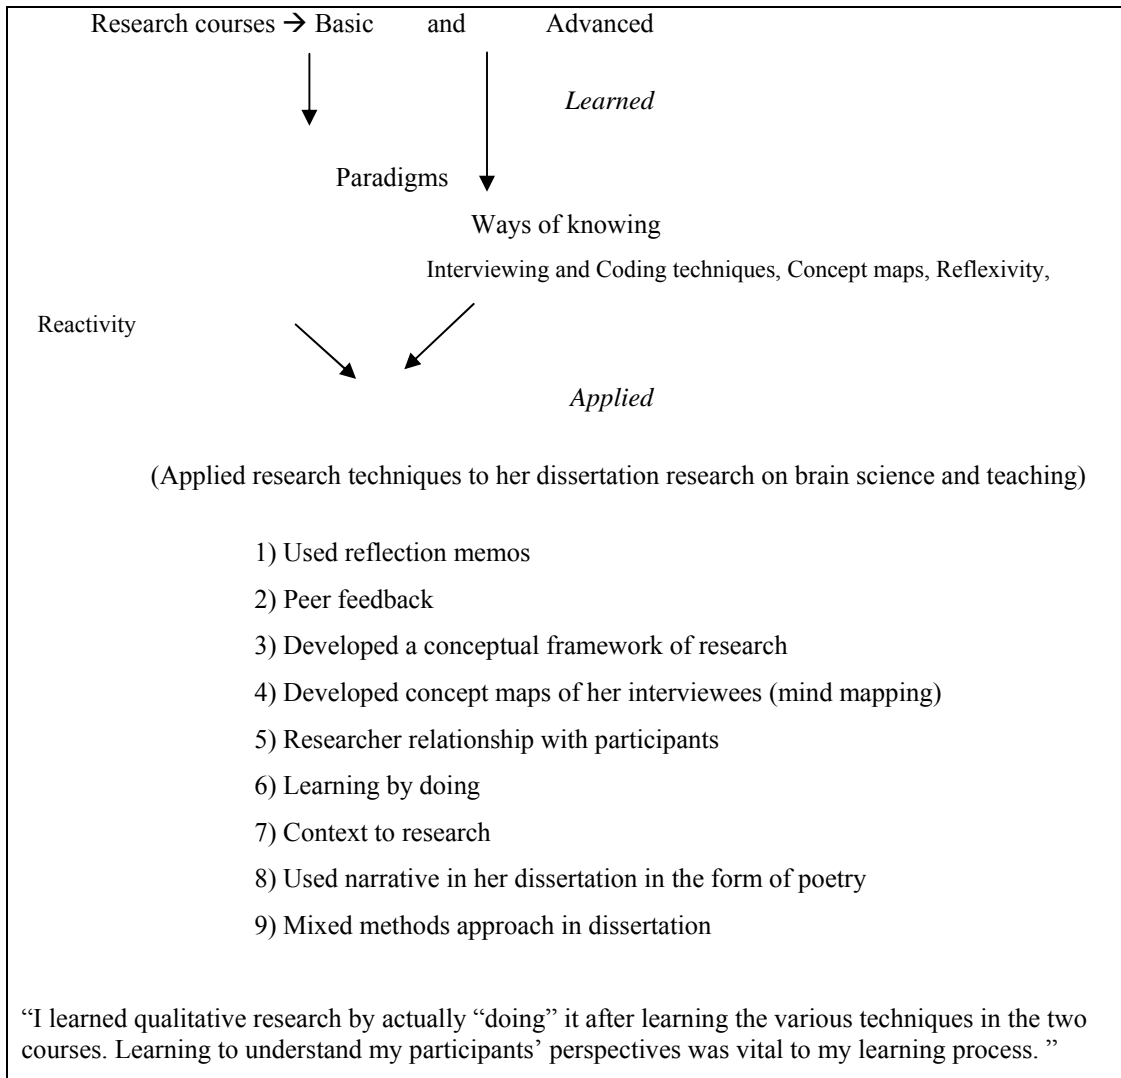 Research courses → Basic and Advanced
Learned
Paradigms
Ways of knowing
Interviewing and Coding techniques, Concept maps, Reflexivity,
Reactivity
Applied
(Applied research techniques to her dissertation research on brain science and teaching)
1) Used reflection memos
2) Peer feedback
3) Developed a conceptual framework of research
4) Developed concept maps of her interviewees (mind mapping)
5) Researcher relationship with participants
6) Learning by doing
7) Context to research
8) Used narrative in her dissertation in the form of poetry
9) Mixed methods approach in dissertation
“I learned qualitative research by actually “doing” it after learning the various techniques in the two
courses. Learning to understand my participants’ perspectives was vital to my learning process. ”